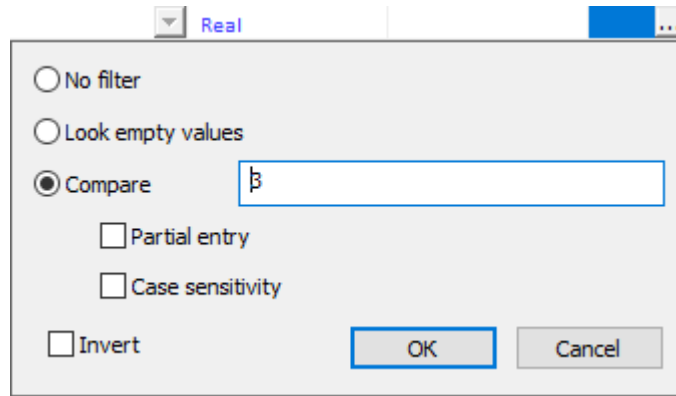 Real
...
No filter
Look empty values
Compare
3
Partial entry
Case sensitivity
Invert
OK
Cancel